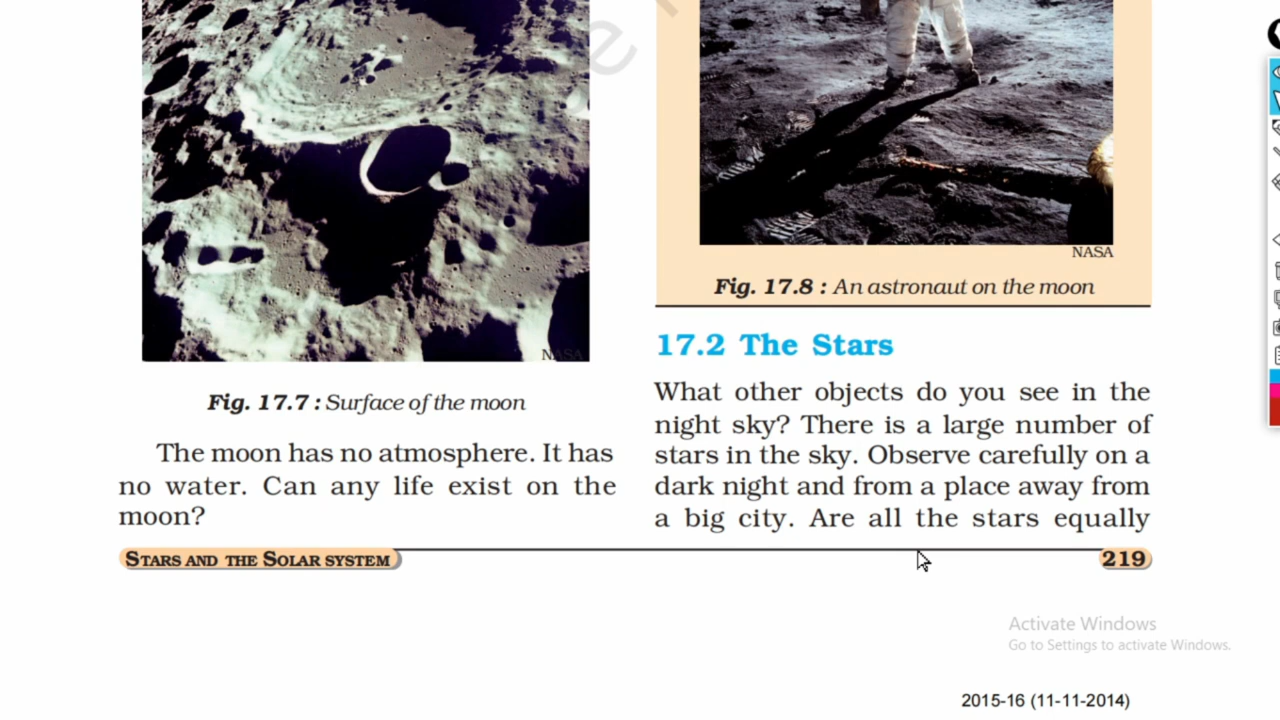 NASA
Fig. 17.7 : Surface of the moon
The moon has no atmosphere. It has
no water. Can any life exist on the
moon?
NASA
Fig. 17.8 : An astronaut on the moon
17.2 The Stars
What other objects do you see in the
night sky? There is a large number of
stars in the sky. Observe carefully on a
dark night and from a place away from
a big city. Are all the stars equally
STARS AND THE SOLAR SYSTEM
219
Activate Windows
Go to Settings to activate Windows.
2015-16 (11-11-2014)